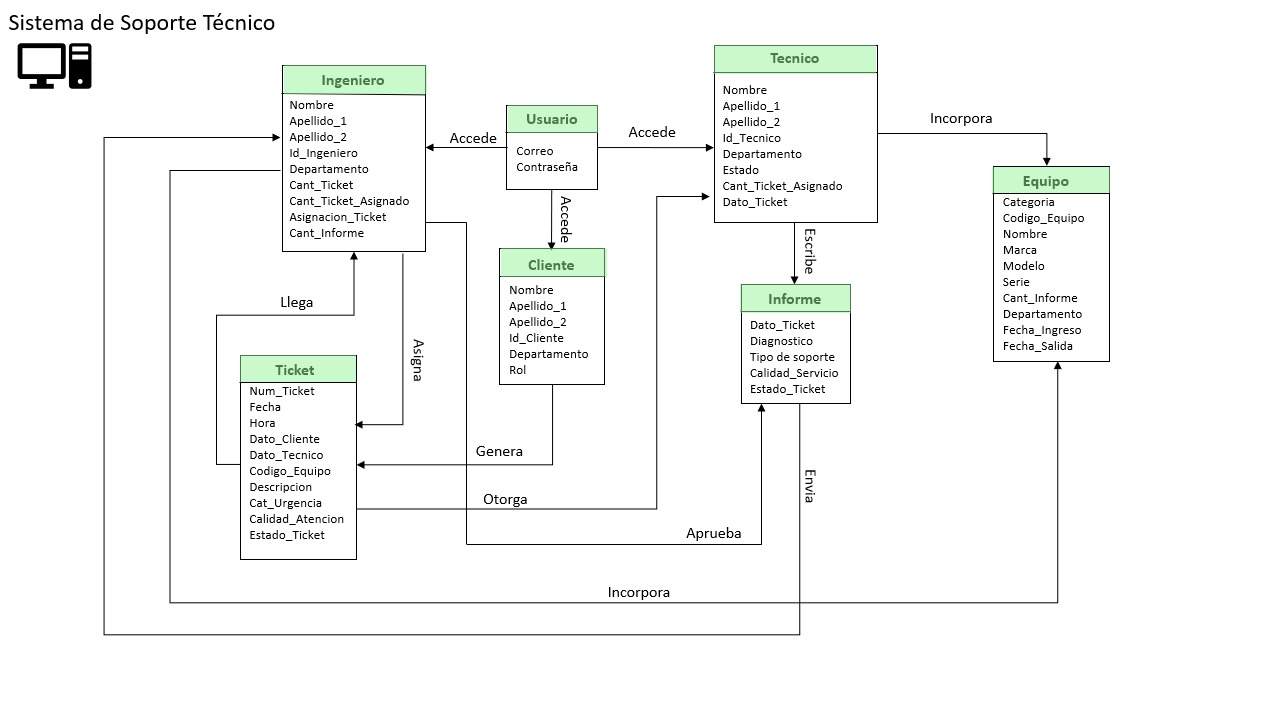 Sistema de Soporte Técnico
Ingeniero
Nombre
Apellido_1
Apellido_2
Id_Ingeniero
Departamento
Cant_Ticket
Cant_Ticket_Asignado
Asignacion_Ticket
Cant_Informe
Accede
Usuario
Correo
Contraseña
Accede
Accede
Tecnico
Nombre
Apellido_1
Apellido_2
Id_Tecnico
Departamento
Estado
Cant_Ticket_Asignado
Dato_Ticket
Incorpora
Equipo
Categoria
Codigo_Equipo
Nombre
Marca
Modelo
Serie
Cant_Informe
Departamento
Fecha_Ingreso
Fecha_Salida
Cliente
Nombre
Apellido_1
Apellido_2
Id_Cliente
Departamento
Rol
Escribe
Informe
Dato_Ticket
Diagnostico
Tipo de soporte
Calidad_Servicio
Estado_Ticket
Llega
Asigna
Ticket
Num_Ticket
Fecha
Hora
Dato_Cliente
Dato_Tecnico
Codigo_Equipo
Descripcion
Cat_Urgencia
Calidad_Atencion
Estado_Ticket
Genera
Otorga
Envia
Aprueba
Incorpora